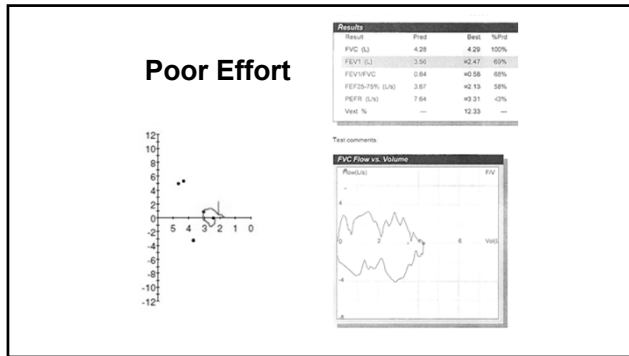 Poor Effort
Results
Result Pred Best %Prd
FVC (L) 4.28 4.29 100%
FEV1 (L) 3.56 =2.47 69%
FEV1/FVC 0.84 =0.58 68%
FEF25-75% (L/s) 3.67 =2.13 58%
PEFR (L/s) 7.64 =3.31 43%
Vext % — 12.33 —
Test comments
FVC Flow vs. Volume
Flow(L/s) F/V
4
0 2 6 Vol(L
-4
-8
12
10
8
6
4
2
0
-2
-4
-6
-8
-10
-12
5 4 3 2 1 0